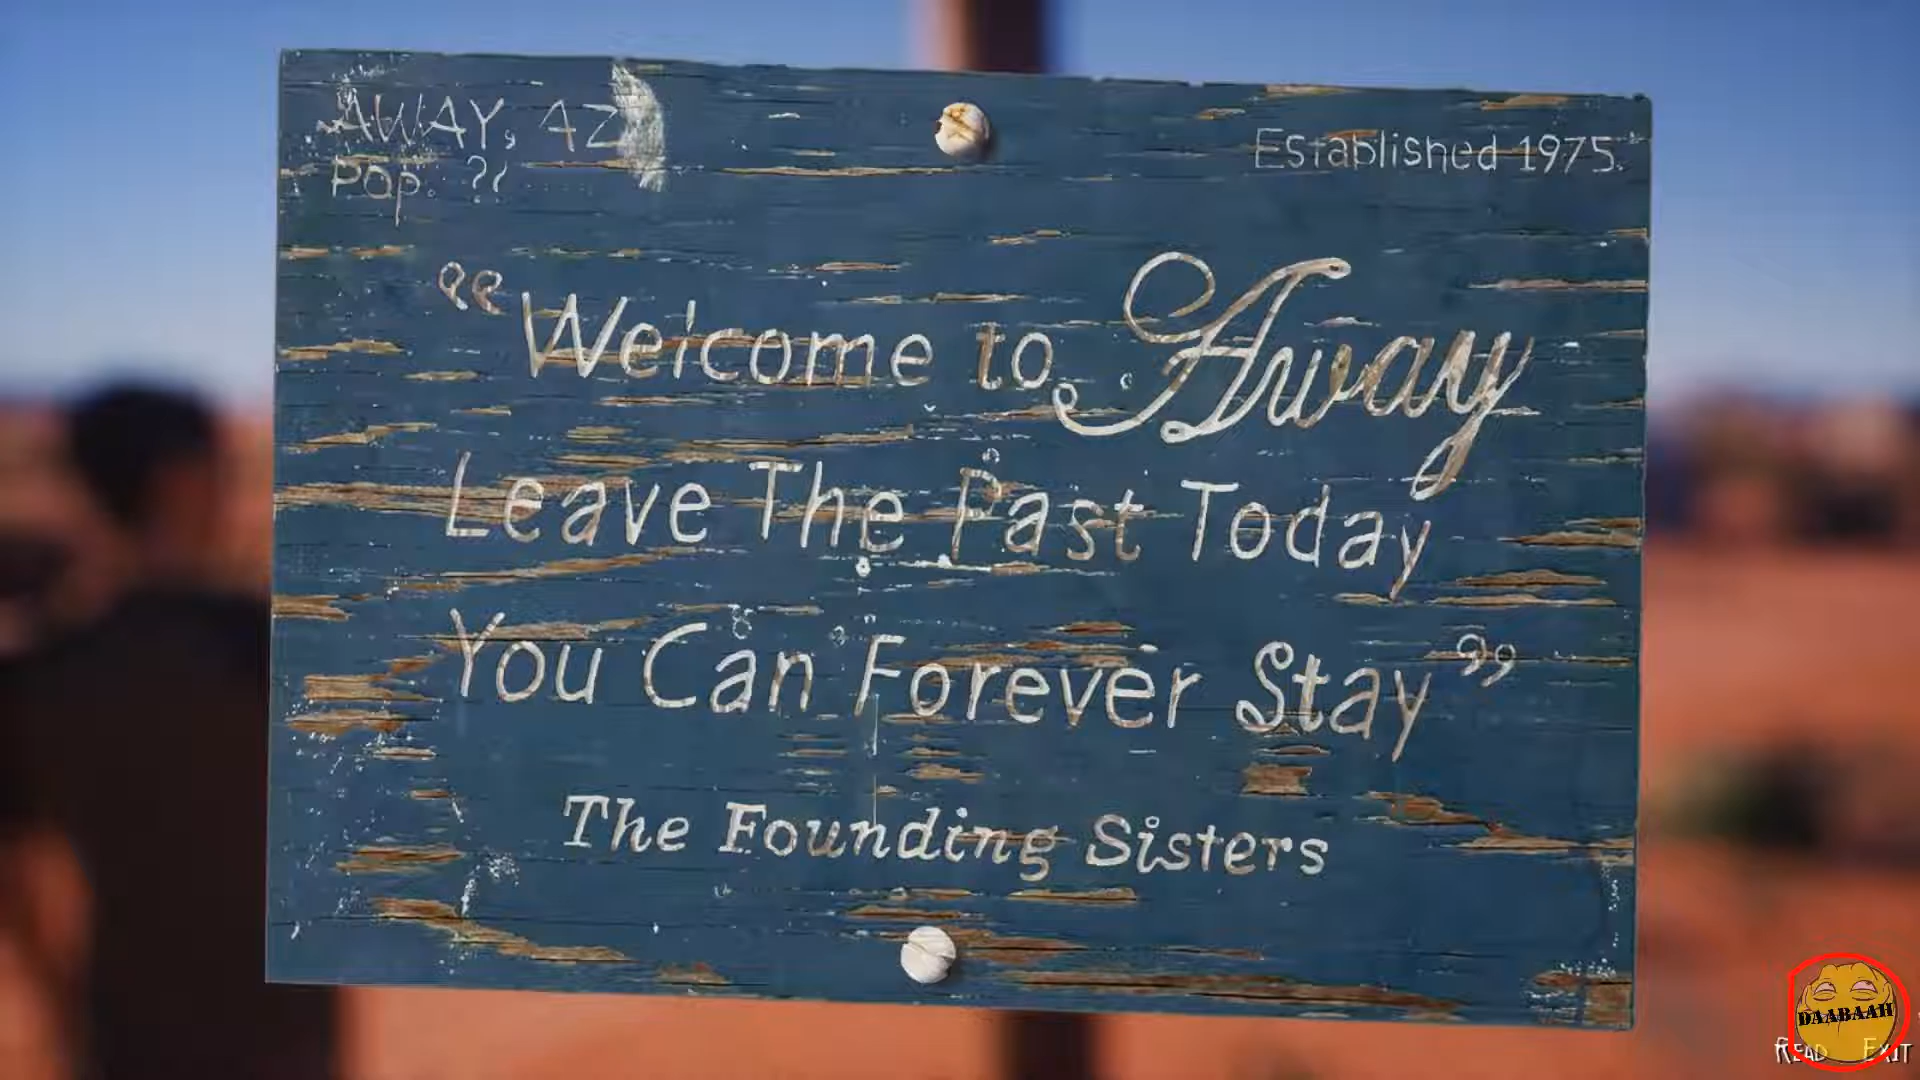 AWAY, AZ
POP. ??
Established 1975.
“Welcome to Away
Leave The Past Today
You Can Forever Stay”
The Founding Sisters
DAABAAH
READ EXIT